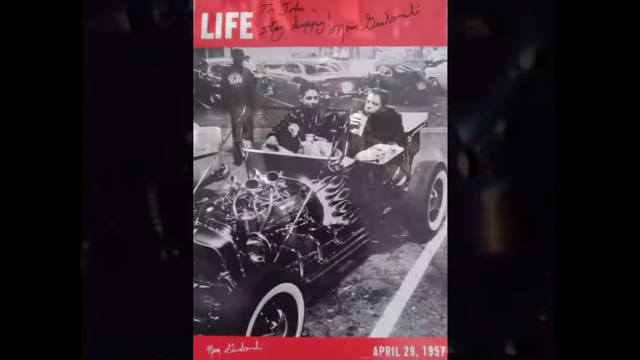 LIFE
To John -
stay happy! Norm Grabowski
Norm Grabowski
APRIL 29, 1957